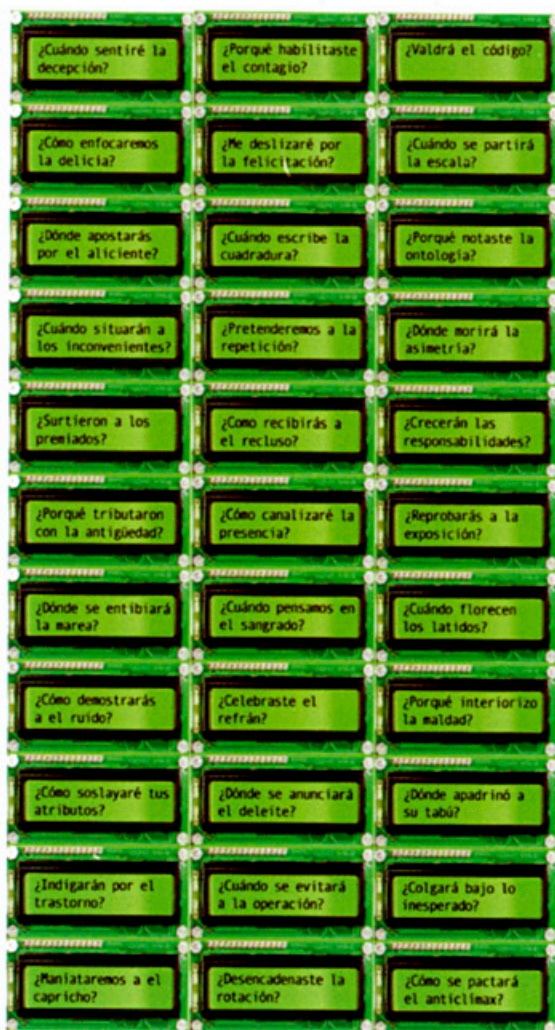 ¿Cuándo sentiré la
decepción?
¿Porqué habilitaste
el contagio?
¿Valdrá el código?
¿Cómo enfocaremos
la delicia?
¿Me deslizaré por
la felicitación?
¿Cuándo se partirá
la escala?
¿Dónde apostarás
por el aliciente?
¿Cuándo escribe la
cuadradura?
¿Porqué notaste la
ontología?
¿Cuándo situarán a
los inconvenientes?
¿Pretenderemos a la
repetición?
¿Dónde morirá la
asimetría?
¿Surtieron a los
premiados?
¿Como recibirás a
el recluso?
¿Crecerán las
responsabilidades?
¿Porqué tributaron
con la antigüedad?
¿Cómo canalizaré la
presencia?
¿Reprobarás a la
exposición?
¿Dónde se entibiará
la marea?
¿Cuándo pensamos en
el sangrado?
¿Cuándo florecen
los latidos?
¿Cómo demostrarás
a el ruido?
¿Celebraste el
refrán?
¿Porqué interiorizo
la maldad?
¿Cómo soslayaré tus
atributos?
¿Dónde se anunciará
el deleite?
¿Dónde apadrinó a
su tabú?
¿Indigarán por el
trastorno?
¿Cuándo se evitará
a la operación?
¿Colgará bajo lo
inesperado?
¿Maniataremos a el
capricho?
¿Desencadenaste la
rotación?
¿Cómo se pactará
el anticlimax?